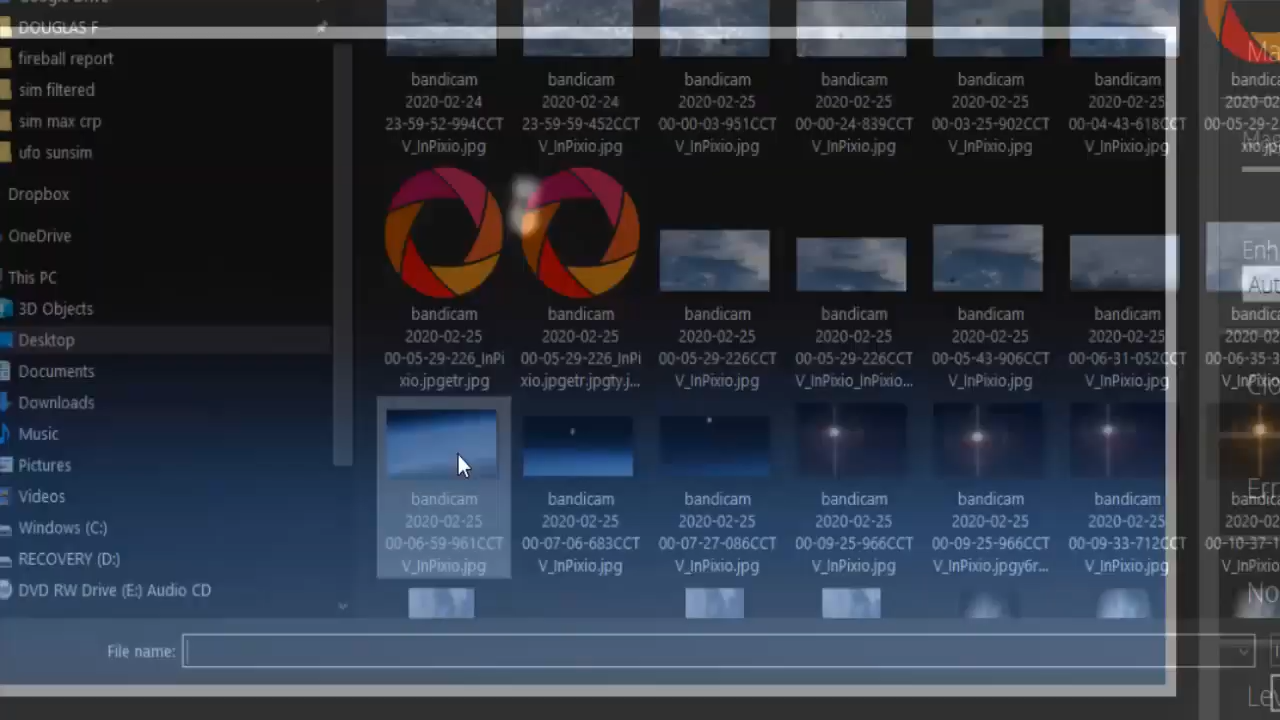 DOUGLAS F
fireball report
sim filtered
sim max crp
ufo sunsim
Dropbox
OneDrive
This PC
3D Objects
Desktop
Documents
Downloads
Music
Pictures
Videos
Windows (C:)
RECOVERY (D:)
DVD RW Drive (E:) Audio CD
bandicam
2020-02-24
23-59-52-994CCT
V_InPixio.jpg
bandicam
2020-02-24
23-59-59-452CCT
V_InPixio.jpg
bandicam
2020-02-25
00-00-03-951CCT
V_InPixio.jpg
bandicam
2020-02-25
00-00-24-839CCT
V_InPixio.jpg
bandicam
2020-02-25
00-03-25-902CCT
V_InPixio.jpg
bandicam
2020-02-25
00-04-43-618CCT
V_InPixio.jpg
bandicam
2020-02-25
00-05-29-226_InPi
xio.jpgetr.jpg
bandicam
2020-02-25
00-05-29-226_InPi
xio.jpgetr.jpgty.j...
bandicam
2020-02-25
00-05-29-226CCT
V_InPixio.jpg
bandicam
2020-02-25
00-05-29-226CCT
V_InPixio_InPixio...
bandicam
2020-02-25
00-05-43-906CCT
V_InPixio.jpg
bandicam
2020-02-25
00-06-31-052CCT
V_InPixio.jpg
bandicam
2020-02-25
00-06-59-961CCT
V_InPixio.jpg
bandicam
2020-02-25
00-07-06-683CCT
V_InPixio.jpg
bandicam
2020-02-25
00-07-27-086CCT
V_InPixio.jpg
bandicam
2020-02-25
00-09-25-966CCT
V_InPixio.jpg
bandicam
2020-02-25
00-09-25-966CCT
V_InPixio.jpgy6r...
bandicam
2020-02-25
00-09-33-712CCT
V_InPixio.jpg
File name: